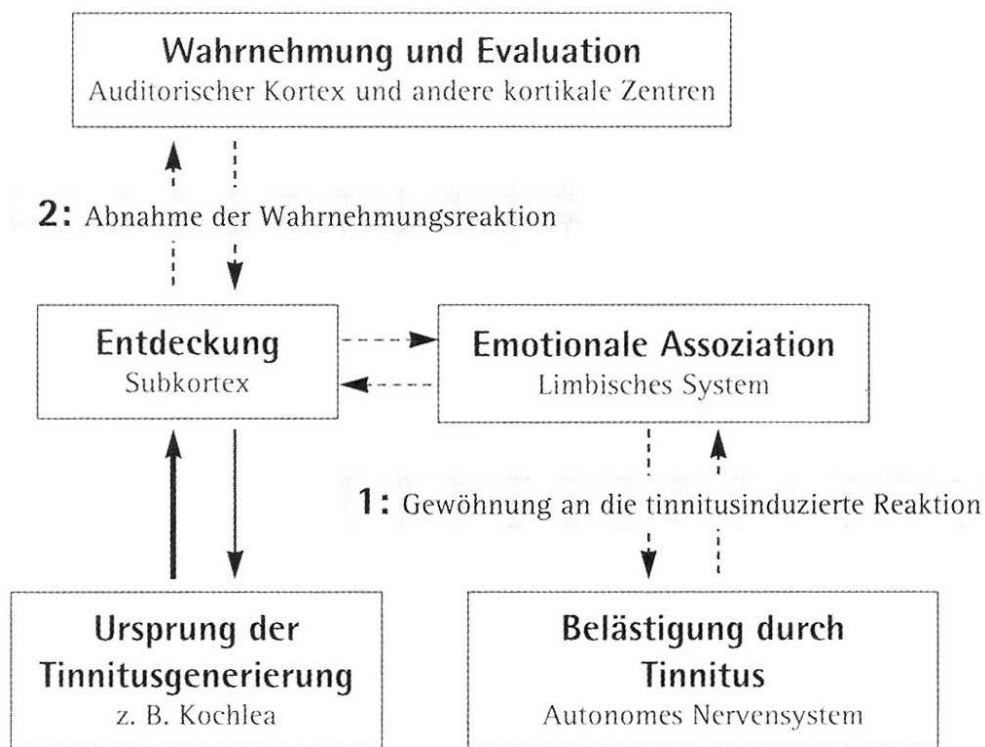 Wahrnehmung und Evaluation
Auditorischer Kortex und andere kortikale Zentren
2: Abnahme der Wahrnehmungsreaktion
Entdeckung
Subkortex
Emotionale Assoziation
Limbisches System
1: Gewöhnung an die tinnitusinduzierte Reaktion
Ursprung der
Tinnitusgenerierung
z. B. Kochlea
Belästigung durch
Tinnitus
Autonomes Nervensystem